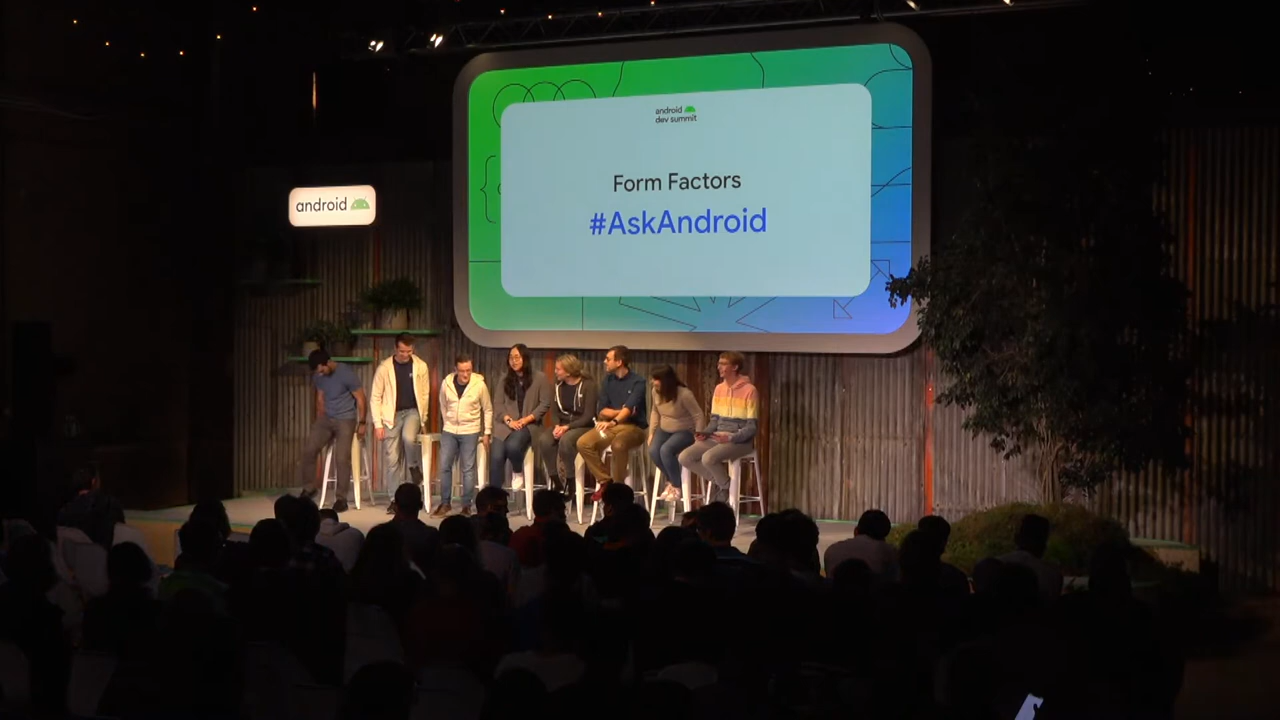 android
dev summit
Form Factors
#AskAndroid
android